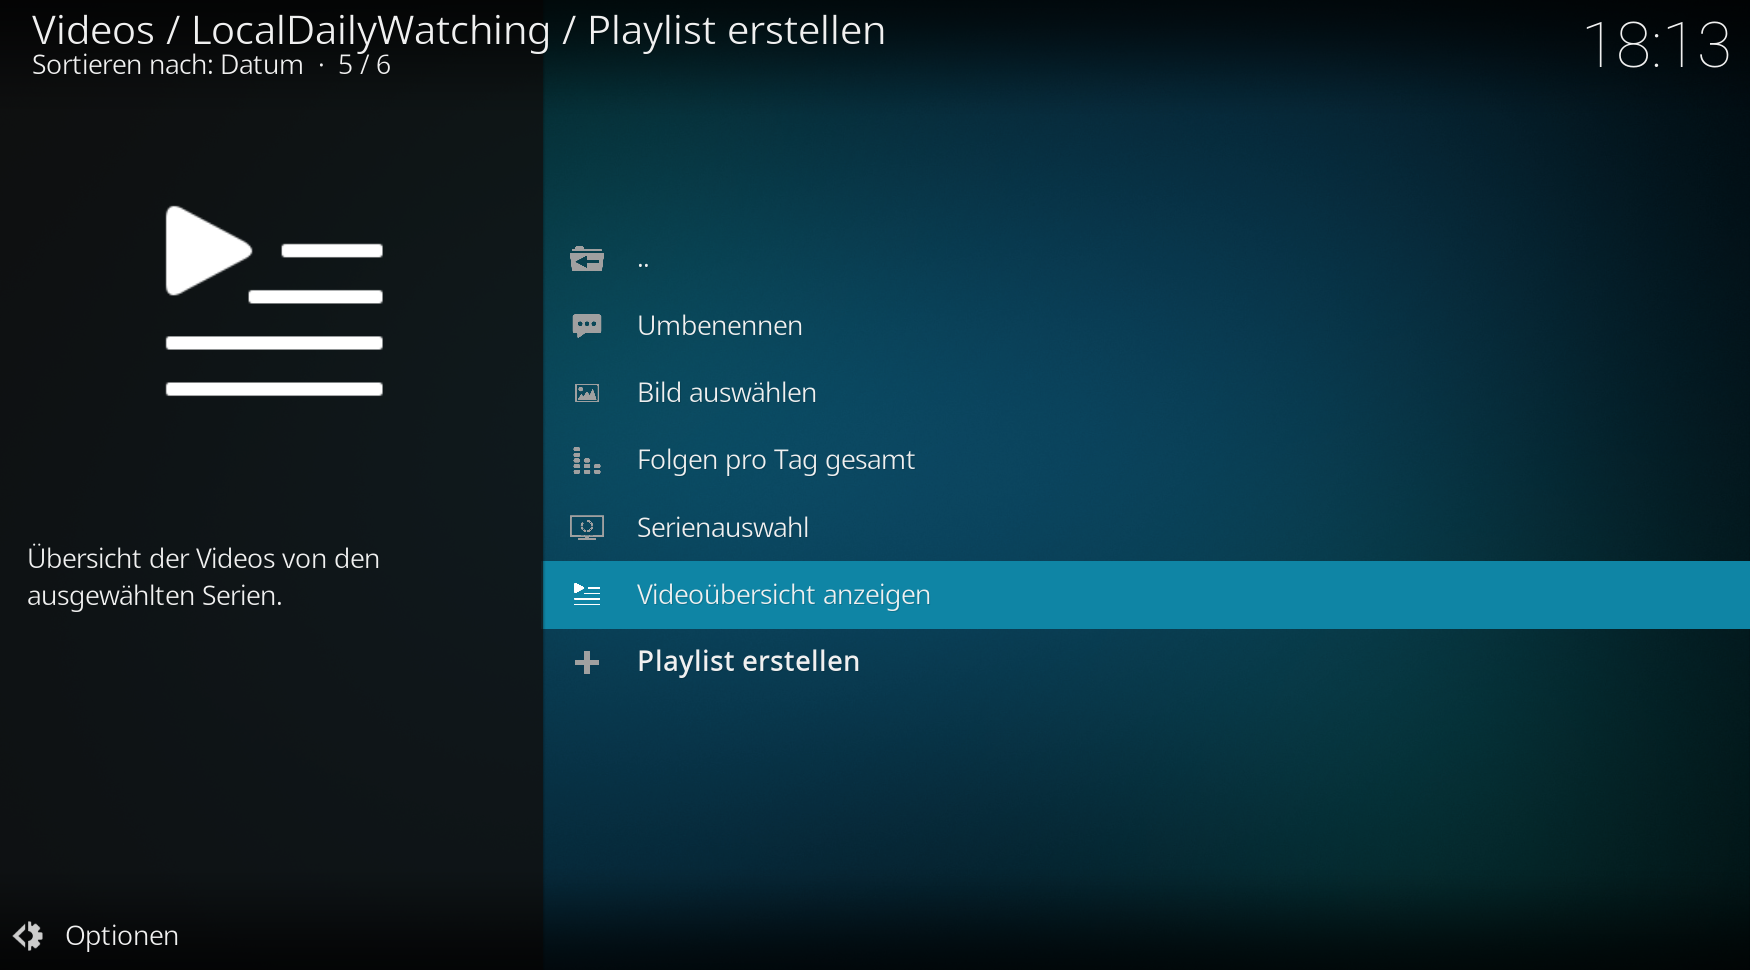 Videos / LocalDailyWatching / Playlist erstellen
Sortieren nach: Datum · 5 / 6
18:13
..
Umbenennen
Bild auswählen
Folgen pro Tag gesamt
Serienauswahl
Videoübersicht anzeigen
Playlist erstellen
Übersicht der Videos von den
ausgewählten Serien.
Optionen